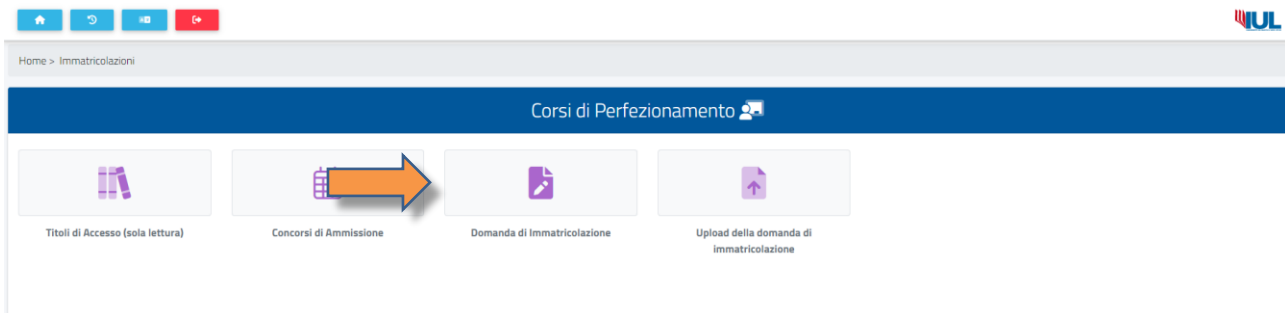 IUL
Home > Immatricolazioni
Corsi di Perfezionamento
Titoli di Accesso (sola lettura)
Concorsi di Ammissione
Domanda di Immatricolazione
Upload della domanda di
immatricolazione